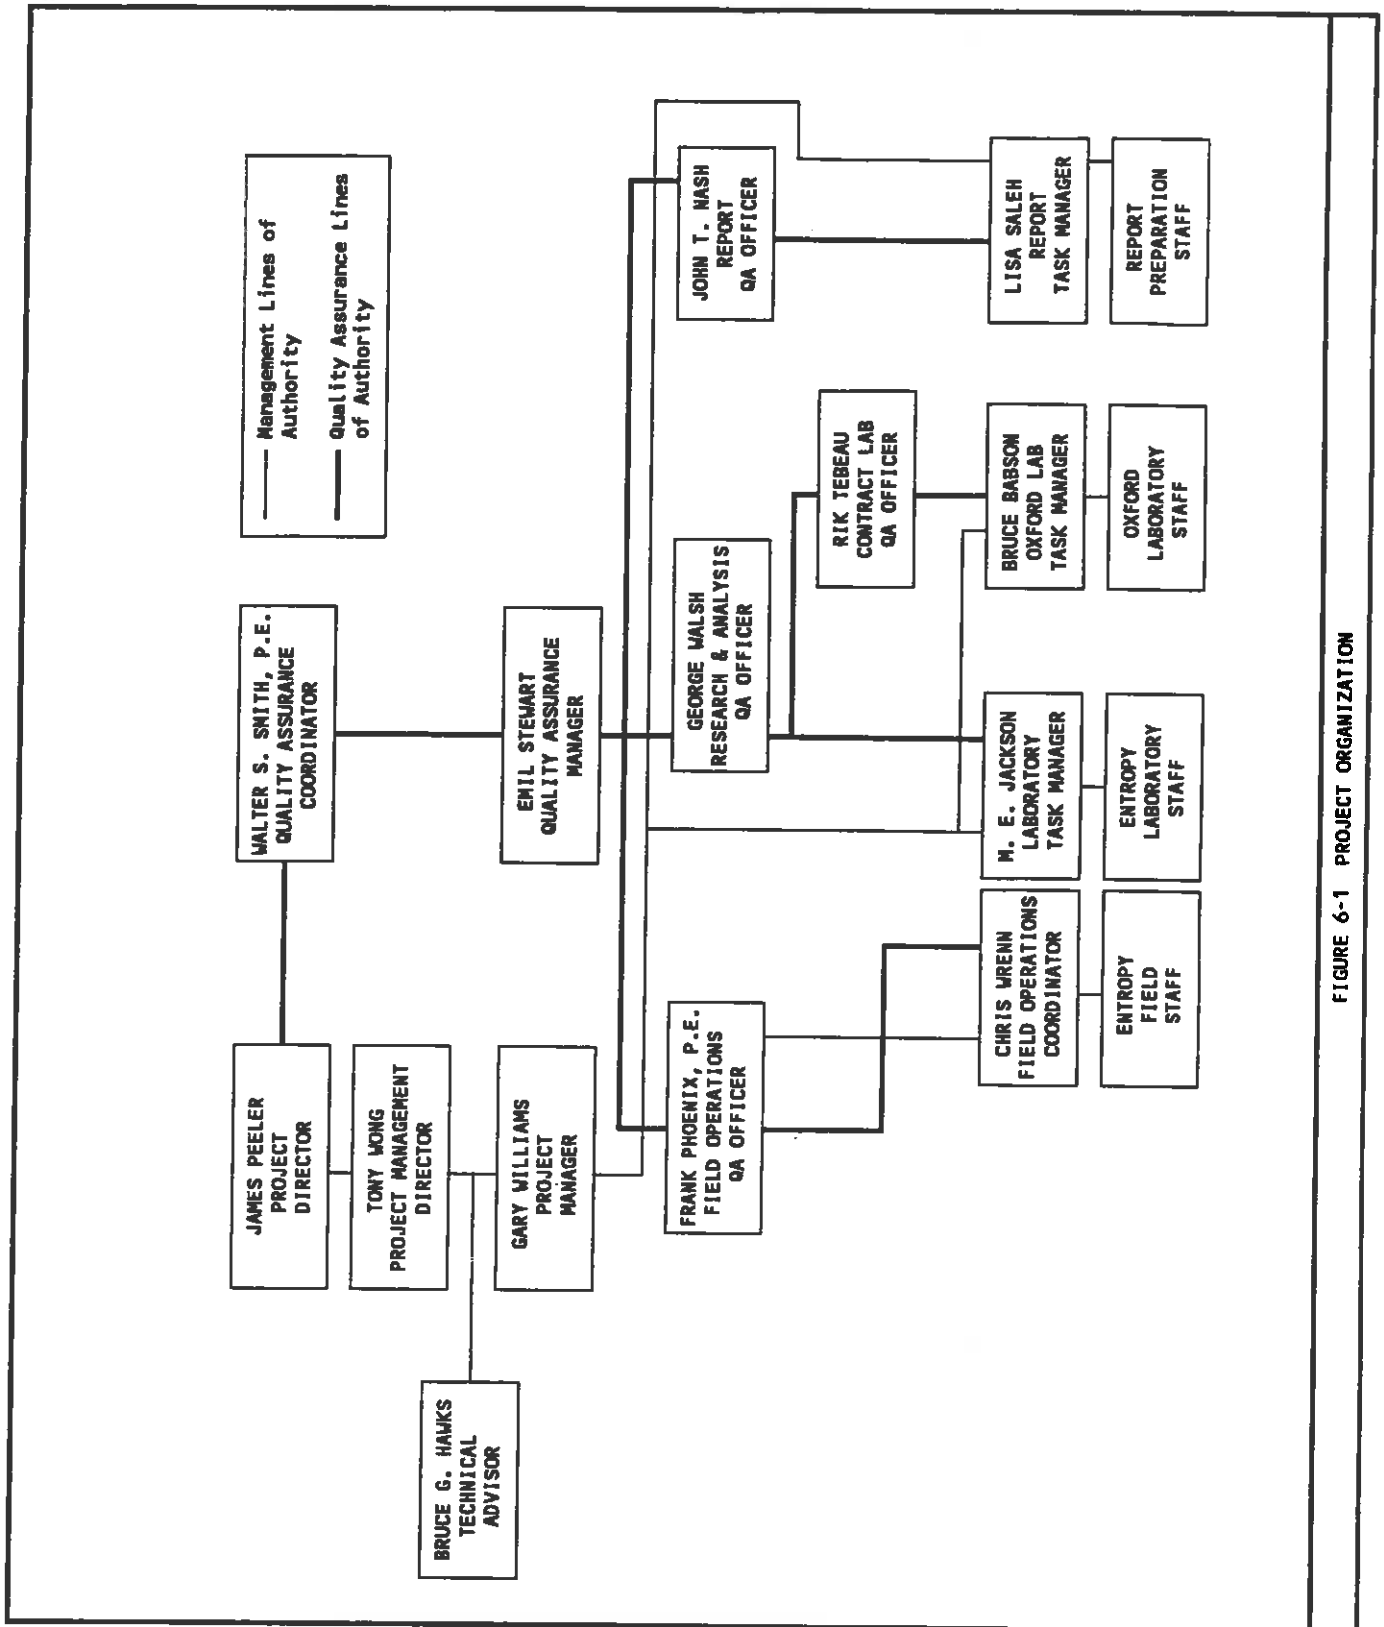 WALTER S. SMITH, P.E.
QUALITY ASSURANCE
COORDINATOR
— Management Lines of
Authority
— Quality Assurance Lines
of Authority
JAMES PEELER
PROJECT
DIRECTOR
TONY WONG
PROJECT MANAGEMENT
DIRECTOR
BRUCE G. HAWKS
TECHNICAL
ADVISOR
GARY WILLIAMS
PROJECT
MANAGER
EMIL STEWART
QUALITY ASSURANCE
MANAGER
FRANK PHOENIX, P.E.
FIELD OPERATIONS
QA OFFICER
GEORGE WALSH
RESEARCH & ANALYSIS
QA OFFICER
JOHN T. NASH
REPORT
QA OFFICER
RIK TEBEAU
CONTRACT LAB
QA OFFICER
CHRIS WRENN
FIELD OPERATIONS
COORDINATOR
M. E. JACKSON
LABORATORY
TASK MANAGER
BRUCE BABSON
OXFORD LAB
TASK MANAGER
LISA SALEH
REPORT
TASK MANAGER
ENTROPY
FIELD
STAFF
ENTROPY
LABORATORY
STAFF
OXFORD
LABORATORY
STAFF
REPORT
PREPARATION
STAFF
FIGURE 6-1 PROJECT ORGANIZATION